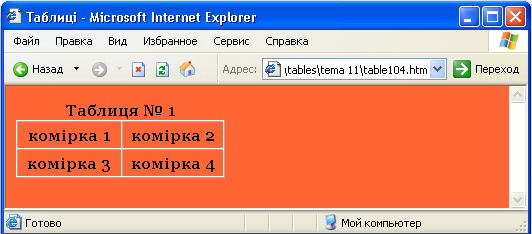 Таблиці - Microsoft Internet Explorer
Файл Правка Вид Избранное Сервис Справка
Назад Адрес: \tables\tema 11\table104.htm Переход
Таблиця № 1
комірка 1 комірка 2
комірка 3 комірка 4
Готово Мой компьютер